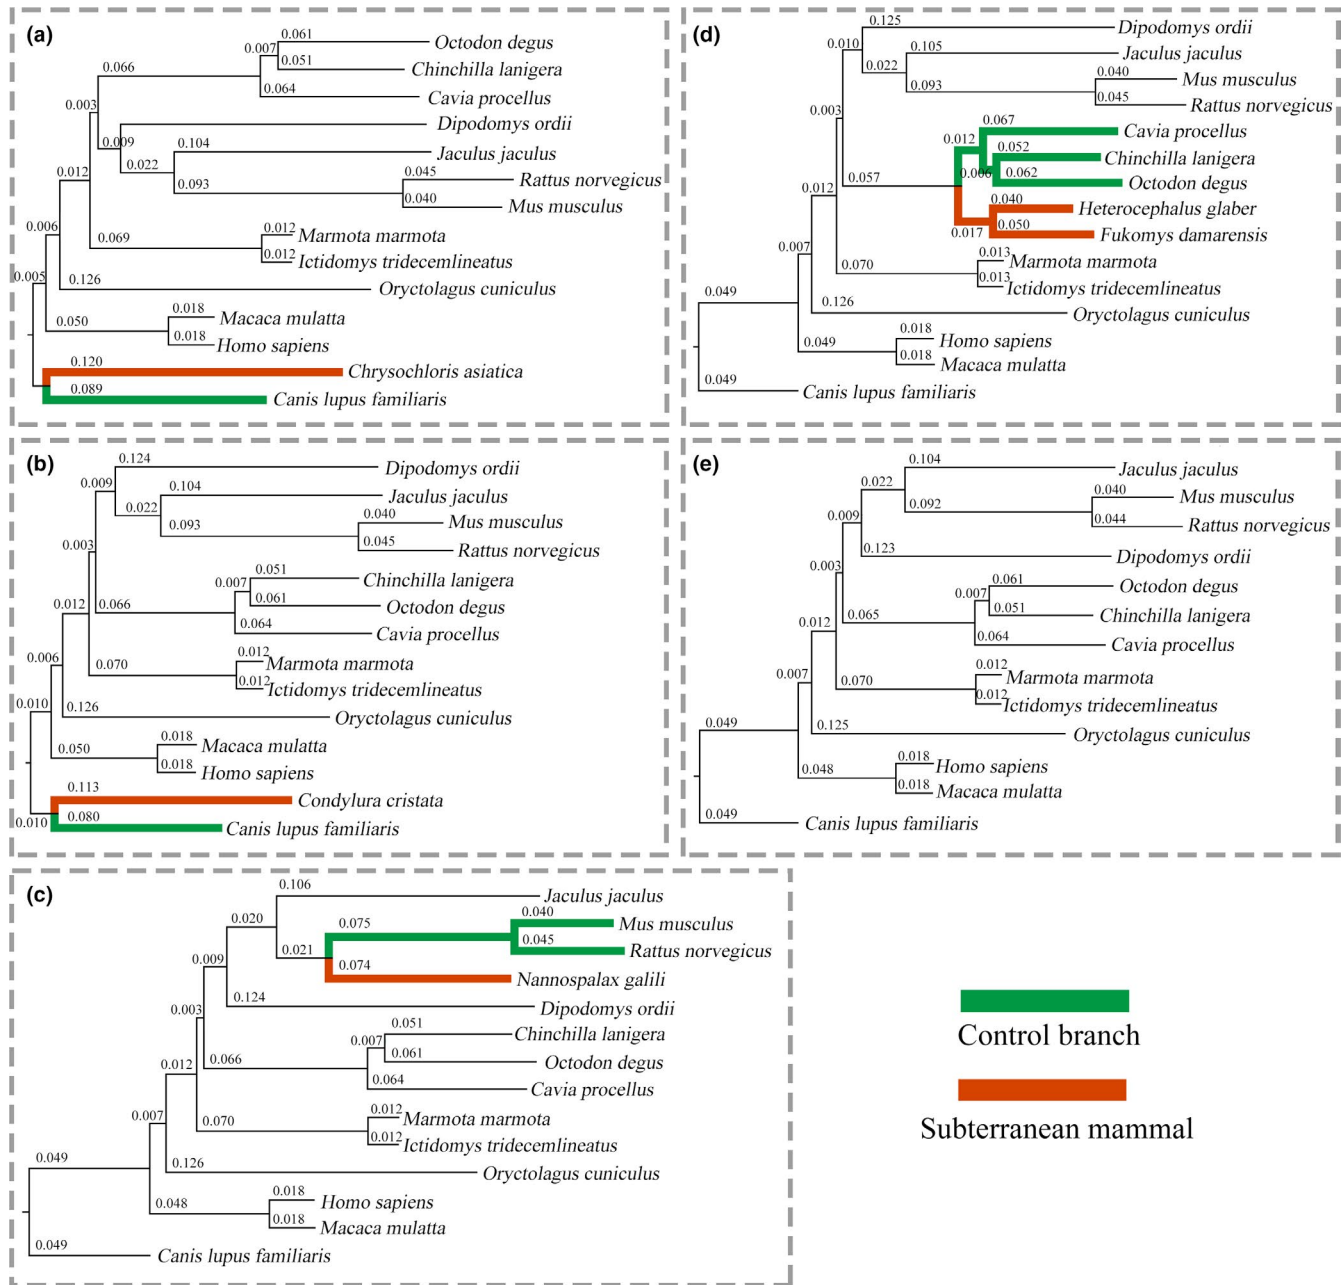 (a)
0.061
Octodon degus
0.007
0.051
Chinchilla lanigera
0.066
0.064
Cavia procellus
0.003
Dipodomys ordii
0.009
0.104
Jaculus jaculus
0.022
0.045
Rattus norvegicus
0.012
0.093
0.040
Mus musculus
0.006
0.012
Marmota marmota
0.069
0.012
Ictidomys tridecemlineatus
0.005
0.126
Oryctolagus cuniculus
0.018
Macaca mulatta
0.050
0.018
Homo sapiens
0.120
Chrysochloris asiatica
0.089
Canis lupus familiaris
(b)
0.124
Dipodomys ordii
0.009
0.104
Jaculus jaculus
0.022
0.040
Mus musculus
0.003
0.093
0.045
Rattus norvegicus
0.051
Chinchilla lanigera
0.007
0.061
Octodon degus
0.012
0.066
0.064
Cavia procellus
0.006
0.012
Marmota marmota
0.070
0.012
Ictidomys tridecemlineatus
0.010
0.126
Oryctolagus cuniculus
0.018
Macaca mulatta
0.050
0.018
Homo sapiens
0.113
Condylura cristata
0.010
0.080
Canis lupus familiaris
(c)
0.106
Jaculus jaculus
0.020
0.040
Mus musculus
0.075
0.045
Rattus norvegicus
0.021
0.009
0.074
Nannospalax galili
0.124
Dipodomys ordii
0.003
0.051
Chinchilla lanigera
0.007
0.061
Octodon degus
0.012
0.066
0.064
Cavia procellus
0.007
0.012
Marmota marmota
0.070
0.012
Ictidomys tridecemlineatus
0.049
0.126
Oryctolagus cuniculus
0.018
Homo sapiens
0.048
0.018
Macaca mulatta
0.049
Canis lupus familiaris
(d)
0.125
Dipodomys ordii
0.010
0.105
Jaculus jaculus
0.022
0.040
Mus musculus
0.093
0.045
Rattus norvegicus
0.003
0.067
Cavia procellus
0.012
0.052
Chinchilla lanigera
0.006
0.062
Octodon degus
0.012
0.057
0.040
Heterocephalus glaber
0.017
0.050
Fukomys damarensis
0.007
0.013
Marmota marmota
0.070
0.013
Ictidomys tridecemlineatus
0.049
0.126
Oryctolagus cuniculus
0.018
Homo sapiens
0.049
0.018
Macaca mulatta
0.049
Canis lupus familiaris
(e)
0.104
Jaculus jaculus
0.022
0.040
Mus musculus
0.092
0.044
Rattus norvegicus
0.009
0.123
Dipodomys ordii
0.003
0.061
Octodon degus
0.007
0.051
Chinchilla lanigera
0.065
0.064
Cavia procellus
0.012
0.012
Marmota marmota
0.007
0.070
0.012
Ictidomys tridecemlineatus
0.049
0.125
Oryctolagus cuniculus
0.018
Homo sapiens
0.048
0.018
Macaca mulatta
0.049
Canis lupus familiaris
Control branch
Subterranean mammal